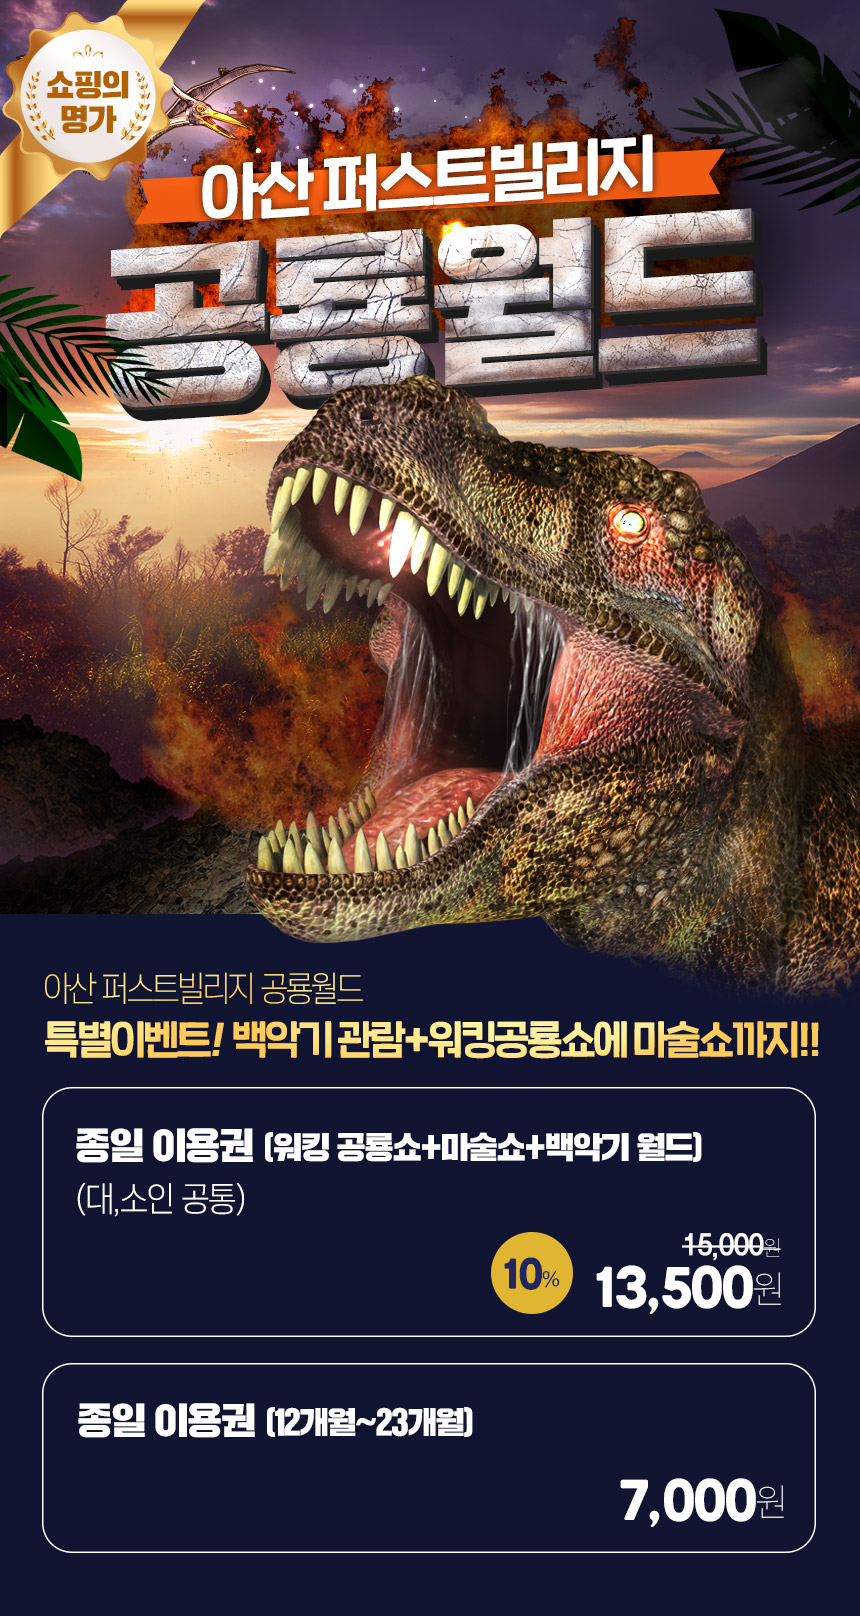 쇼핑의
명가
아산 퍼스트빌리지
공룡월드
아산 퍼스트빌리지 공룡월드
특별이벤트! 백악기 관람+워킹공룡쇼에 마술쇼까지!!
종일 이용권 (워킹 공룡쇼+마술쇼+백악기 월드)
(대,소인 공통)
15,000원
10% 13,500원
종일 이용권 (12개월~23개월)
7,000원